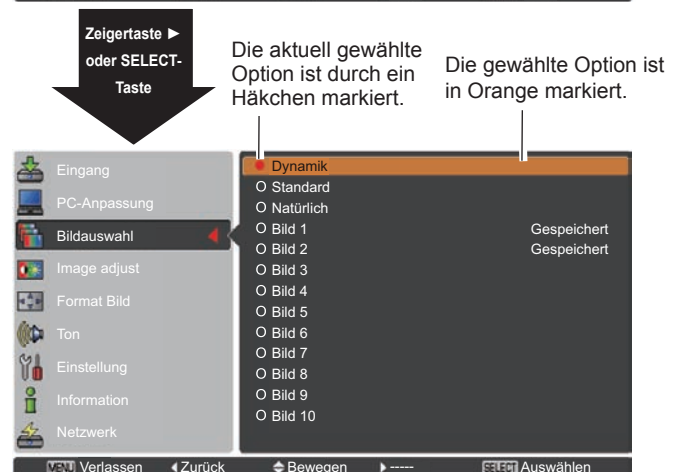 Zeigertaste ►
oder SELECT-
Taste
Die aktuell gewählte
Option ist durch ein
Häkchen markiert.
Die gewählte Option ist
in Orange markiert.
Eingang
PC-Anpassung
Bildauswahl
Image adjust
Format Bild
Ton
Einstellung
Information
Netzwerk
Dynamik
O Standard
O Natürlich
O Bild 1 Gespeichert
O Bild 2 Gespeichert
O Bild 3
O Bild 4
O Bild 5
O Bild 6
O Bild 7
O Bild 8
O Bild 9
O Bild 10
MENU Verlassen ◄Zurück Bewegen ►----- SELECT Auswählen